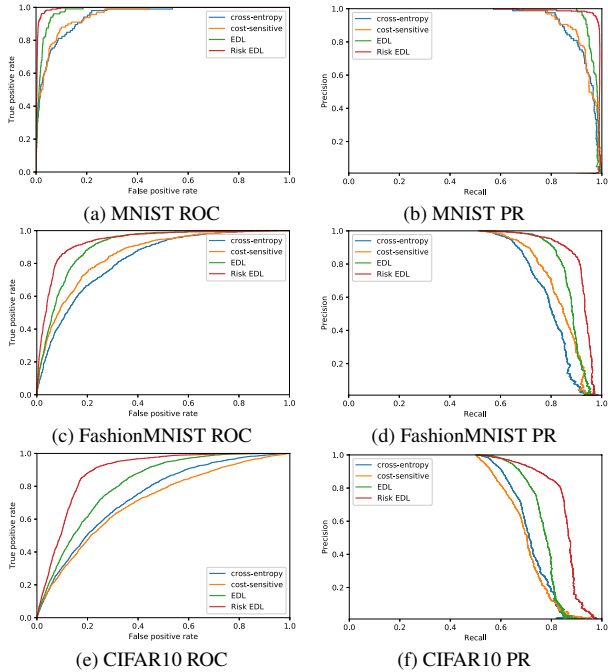 1.0
0.8
0.6
0.4
0.2
0.0
0.0
0.2
0.4
0.6
0.8
1.0
True positive rate
False positive rate
cross-entropy
cost-sensitive
EDL
Risk EDL
(a) MNIST ROC
1.0
0.8
0.6
0.4
0.2
0.0
0.2
0.4
0.6
0.8
1.0
Precision
Recall
cross-entropy
cost-sensitive
EDL
Risk EDL
(b) MNIST PR
1.0
0.8
0.6
0.4
0.2
0.0
0.0
0.2
0.4
0.6
0.8
1.0
True positive rate
False positive rate
cross-entropy
cost-sensitive
EDL
Risk EDL
(c) FashionMNIST ROC
1.0
0.8
0.6
0.4
0.2
0.0
0.2
0.4
0.6
0.8
1.0
Precision
Recall
cross-entropy
cost-sensitive
EDL
Risk EDL
(d) FashionMNIST PR
1.0
0.8
0.6
0.4
0.2
0.0
0.0
0.2
0.4
0.6
0.8
1.0
True positive rate
False positive rate
cross-entropy
cost-sensitive
EDL
Risk EDL
(e) CIFAR10 ROC
1.0
0.8
0.6
0.4
0.2
0.0
0.2
0.4
0.6
0.8
1.0
Precision
Recall
cross-entropy
cost-sensitive
EDL
Risk EDL
(f) CIFAR10 PR